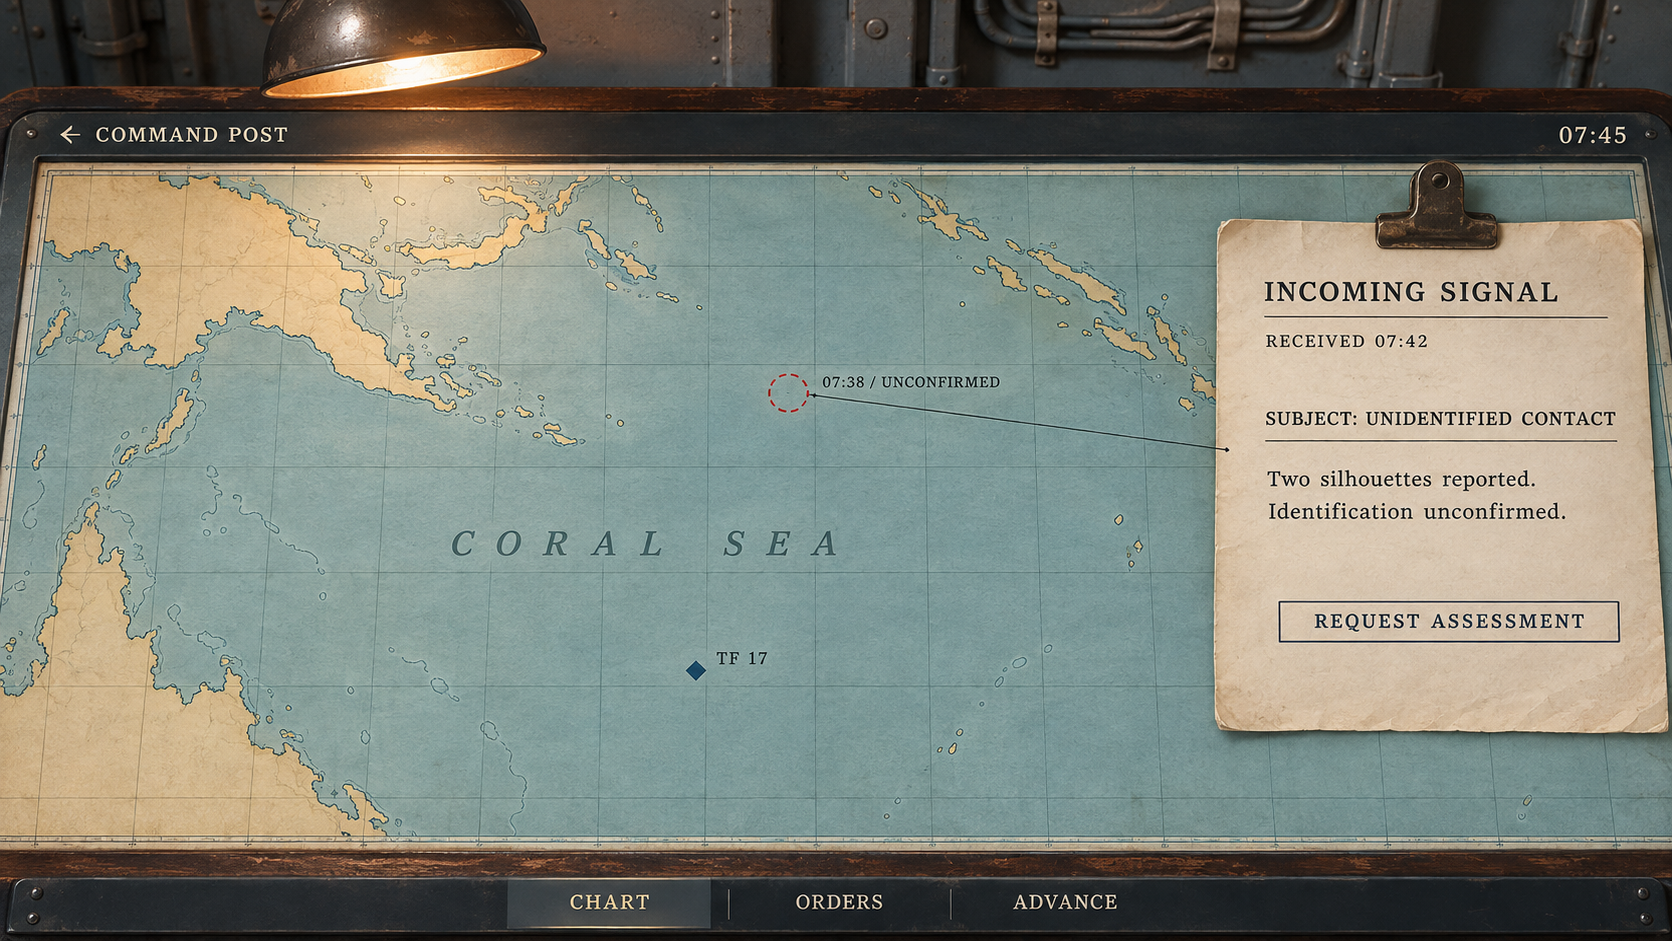 ← COMMAND POST
07:45
INCOMING SIGNAL
RECEIVED 07:42
07:38 / UNCONFIRMED
SUBJECT: UNIDENTIFIED CONTACT
Two silhouettes reported.
Identification unconfirmed.
CORAL SEA
REQUEST ASSESSMENT
TF 17
CHART
ORDERS
ADVANCE